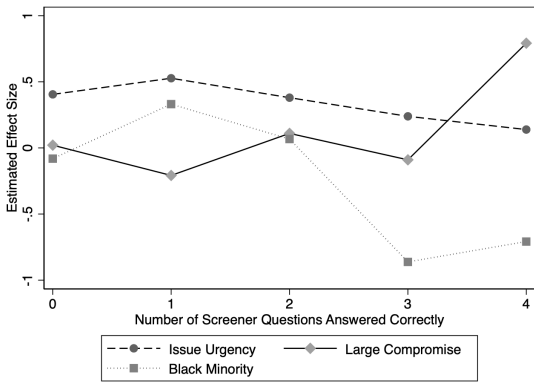 1
.5
0
-.5
-1
Estimated Effect Size
0 1 2 3 4
Number of Screener Questions Answered Correctly
Issue Urgency Large Compromise
Black Minority